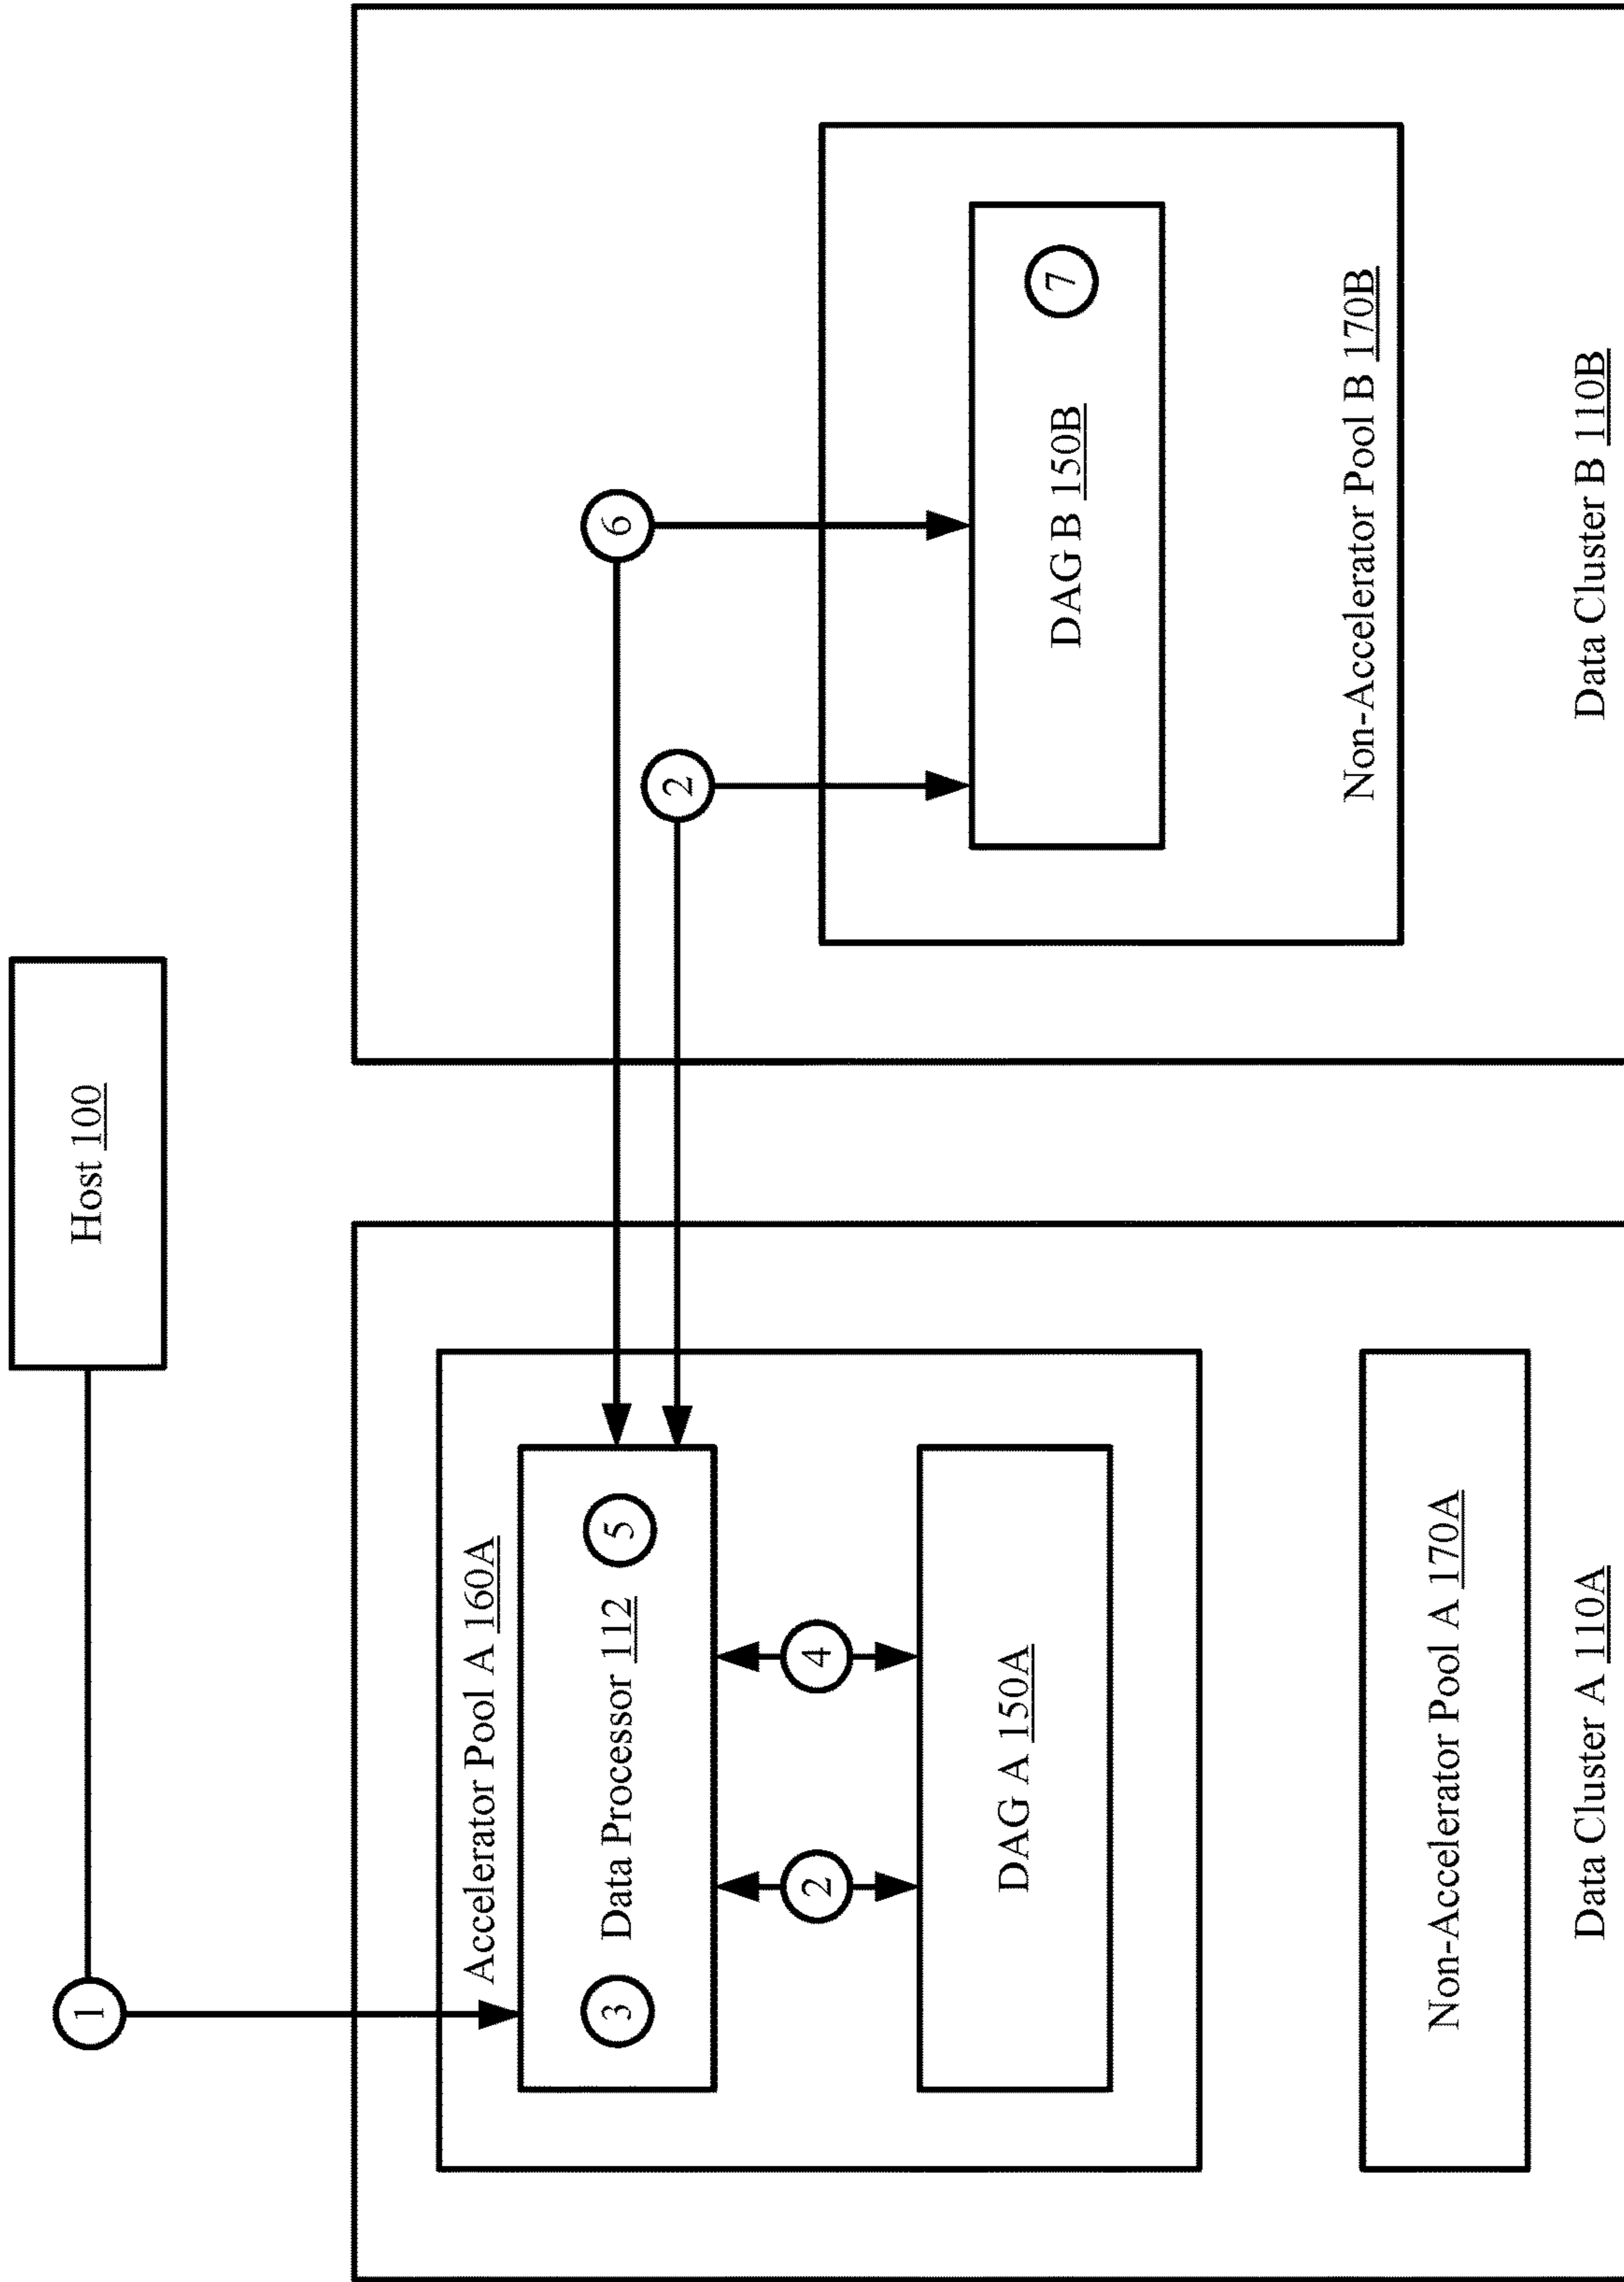 Host 100
1
Accelerator Pool A 160A
3
Data Processor 112
5
2
4
DAG A 150A
Non-Accelerator Pool A 170A
Data Cluster A 110A
6
2
DAG B 150B
7
Non-Accelerator Pool B 170B
Data Cluster B 110B